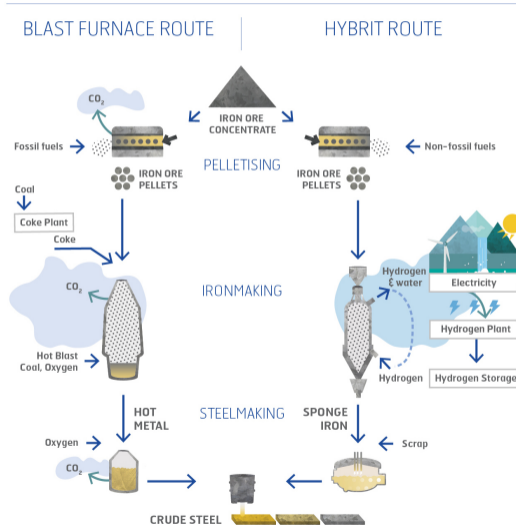 BLAST FURNACE ROUTE
HYBRIT ROUTE
CO2
IRON ORE
CONCENTRATE
Fossil fuels
Non-fossil fuels
PELLETISING
IRON ORE
PELLETS
IRON ORE
PELLETS
Coal
Coke Plant
Coke
CO2
IRONMAKING
Hydrogen
& water
Electricity
Hydrogen Plant
Hot Blast
Coal, Oxygen
Hydrogen
Hydrogen Storage
HOT
METAL
STEELMAKING
SPONGE
IRON
Oxygen
Scrap
CO2
CRUDE STEEL